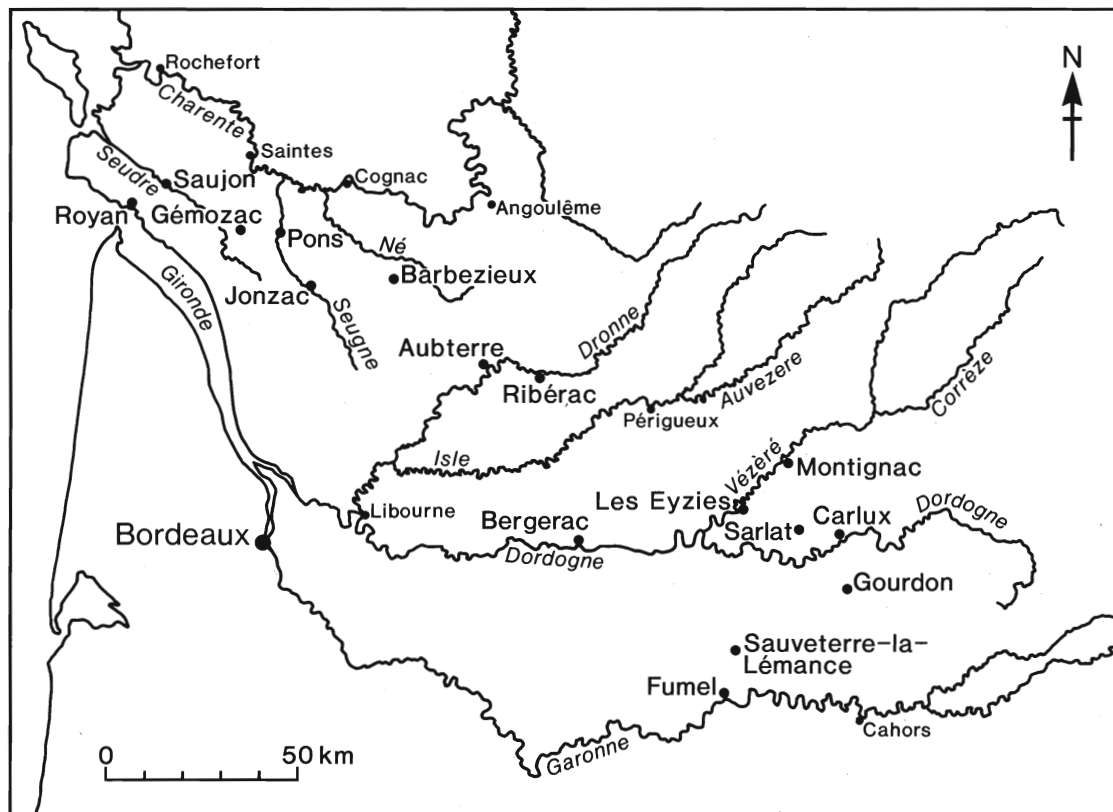 N
Rochefort
Charente
Saintes
Seudre
Saujon
Cognac
Royan
Gémozac
Angoulême
Pons
Né
Barbezieux
Gironde
Jonzac
Seugne
Dronne
Aubterre
Ribérac
Auvezere
Périgueux
Corrèze
Isle
Vézèré
Montignac
Les Eyzies
Libourne
Bergerac
Sarlat
Carlux
Dordogne
Bordeaux
Dordogne
Gourdon
Sauveterre-la-
Lémance
Fumel
Cahors
Garonne
0 50 km